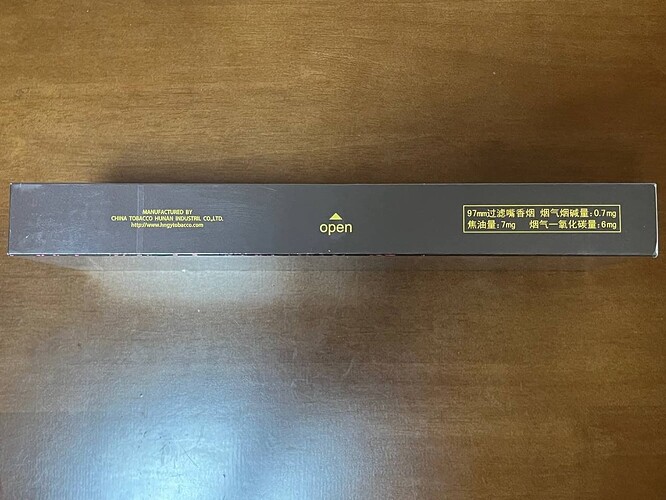 MANUFACTURED BY
CHINA TOBACCO HUNAN INDUSTRIL CO.,LTD.
http://www.hngytobacco.com
open
97mm过滤嘴香烟 烟气烟碱量:0.7mg
焦油量:7mg 烟气一氧化碳量:6mg